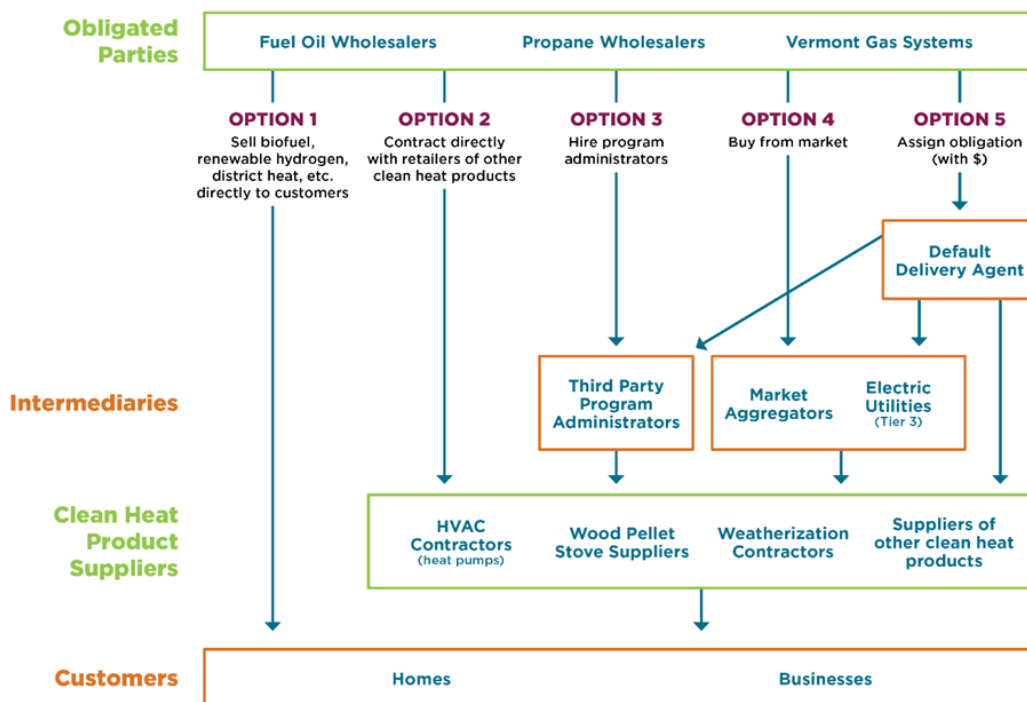 Obligated
Parties
Fuel Oil Wholesalers
Propane Wholesalers
Vermont Gas Systems
OPTION 1
Sell biofuel,
renewable hydrogen,
district heat, etc.
directly to customers
OPTION 2
Contract directly
with retailers of other
clean heat products
OPTION 3
Hire program
administrators
OPTION 4
Buy from market
OPTION 5
Assign obligation
(with $)
Default
Delivery Agent
Intermediaries
Third Party
Program
Administrators
Market
Aggregators
Electric
Utilities
(Tier 3)
Clean Heat
Product
Suppliers
HVAC
Contractors
(heat pumps)
Wood Pellet
Stove Suppliers
Weatherization
Contractors
Suppliers of
other clean heat
products
Customers
Homes
Businesses